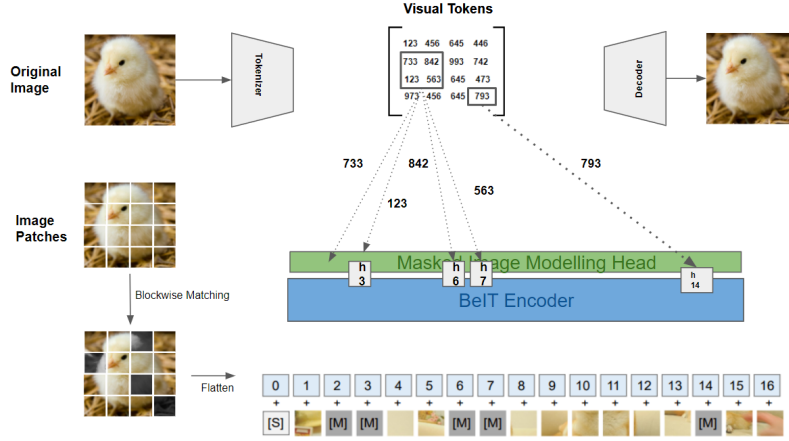 Visual Tokens
Original
Image
Tokenizer
123 456 645 446
733 842 993 742
123 563 645 473
973 456 645 793
Decoder
733
842
793
123
563
Image
Patches
Masked Image Modelling Head
h
3
h
6
h
7
h
14
BeIT Encoder
Blockwise Matching
Flatten
0 1 2 3 4 5 6 7 8 9 10 11 12 13 14 15 16
+ + + + + + + + + + + + + + + + +
[S] [M] [M] [M] [M] [M]